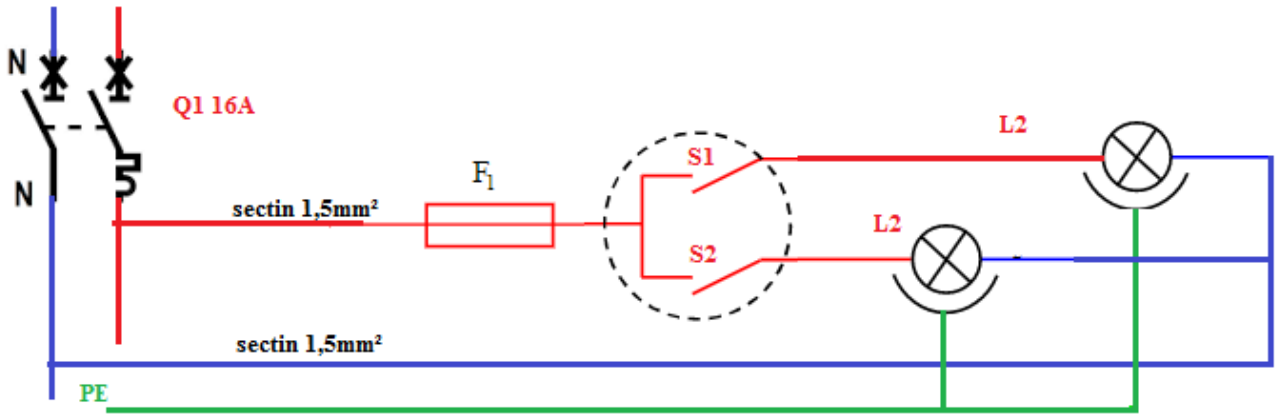 N
Q1 16A
N
sectin 1,5mm²
F1
S1
S2
L2
L2
sectin 1,5mm²
PE